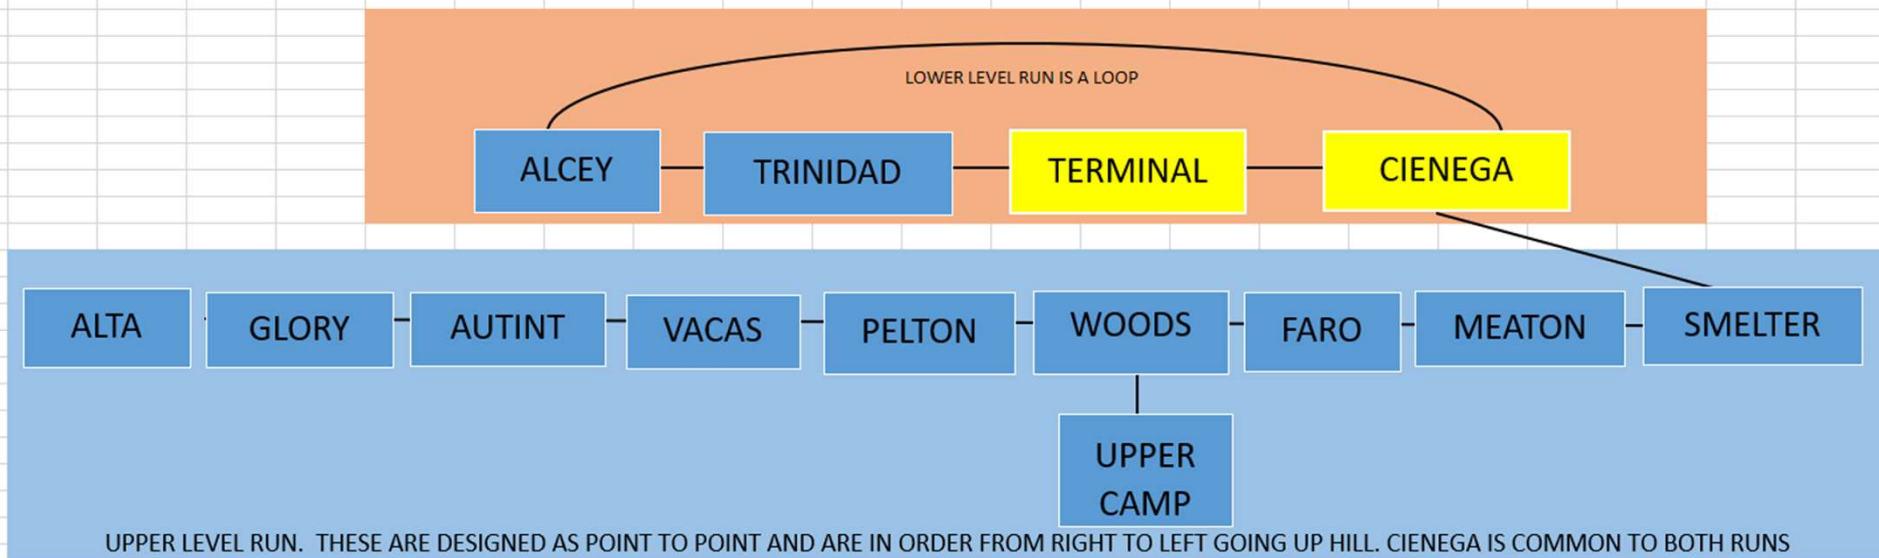 LOWER LEVEL RUN IS A LOOP
ALCEY
TRINIDAD
TERMINAL
CIENEGA
ALTA
GLORY
AUTINT
VACAS
PELTON
WOODS
FARO
MEATON
SMELTER
UPPER
CAMP
UPPER LEVEL RUN. THESE ARE DESIGNED AS POINT TO POINT AND ARE IN ORDER FROM RIGHT TO LEFT GOING UP HILL. CIENEGA IS COMMON TO BOTH RUNS